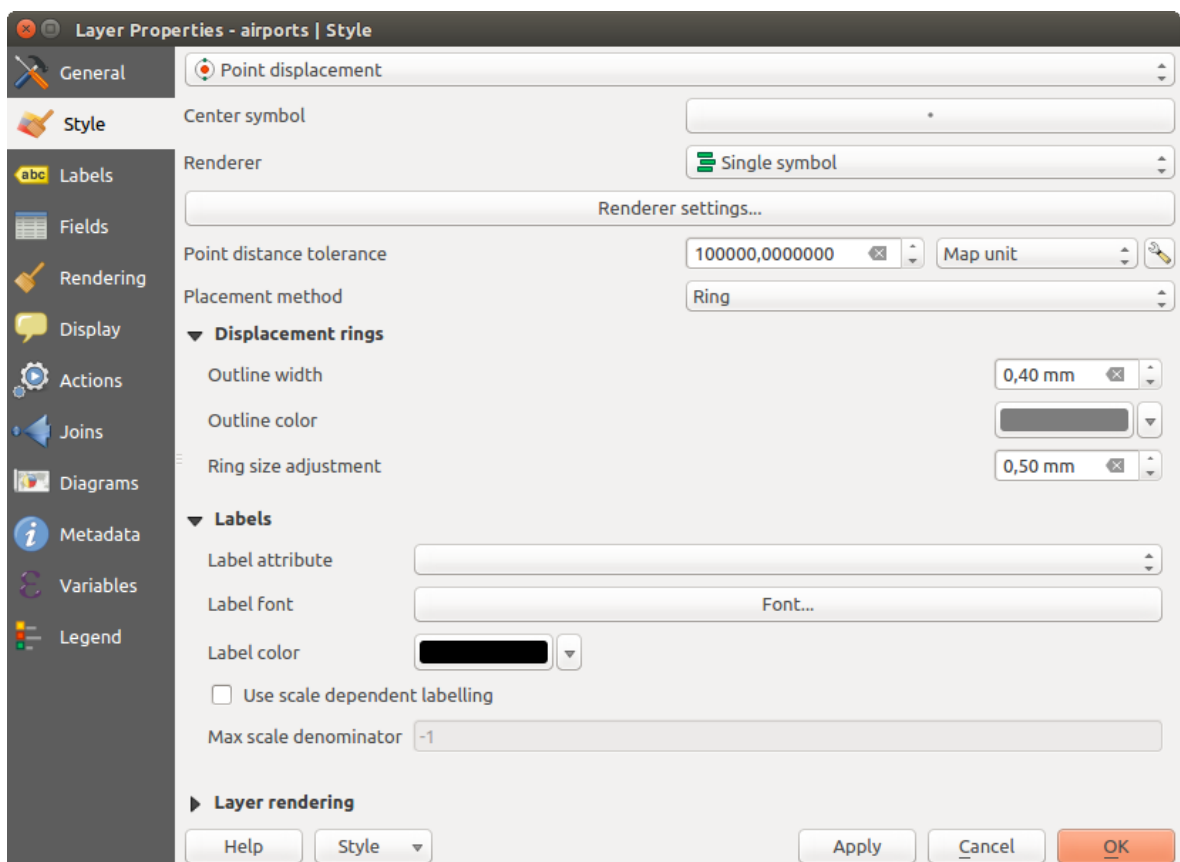 Layer Properties - airports | Style
General
Style
abc Labels
Fields
Rendering
Display
Actions
Joins
Diagrams
Metadata
Variables
Legend
Point displacement
Center symbol
Renderer Single symbol
Renderer settings...
Point distance tolerance 100000,0000000 Map unit
Placement method Ring
Displacement rings
Outline width 0,40 mm
Outline color
Ring size adjustment 0,50 mm
Labels
Label attribute
Label font Font...
Label color
Use scale dependent labelling
Max scale denominator -1
Layer rendering
Help Style Apply Cancel OK